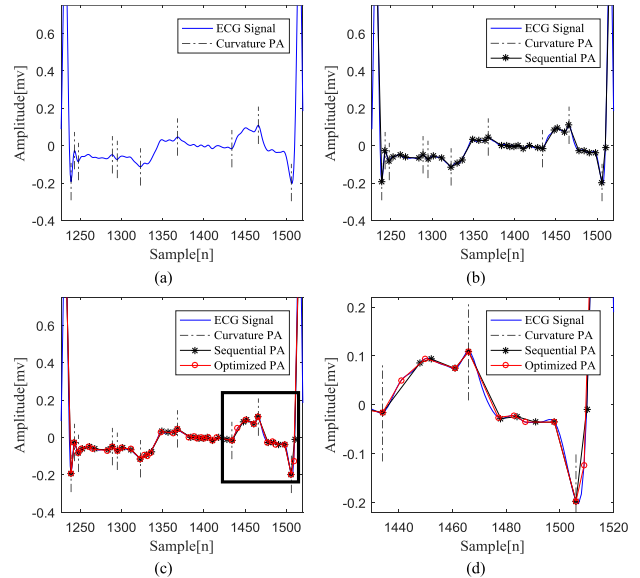 ECG Signal
Curvature PA
Amplitude[mv]
0.6
0.4
0.2
0
-0.2
-0.4
1250 1300 1350 1400 1450 1500
Sample[n]
(a)
ECG Signal
Curvature PA
Sequential PA
Amplitude[mv]
0.6
0.4
0.2
0
-0.2
-0.4
1250 1300 1350 1400 1450 1500
Sample[n]
(b)
ECG Signal
Curvature PA
Sequential PA
Optimized PA
Amplitude[mv]
0.6
0.4
0.2
0
-0.2
-0.4
1250 1300 1350 1400 1450 1500
Sample[n]
(c)
ECG Signal
Curvature PA
Sequential PA
Optimized PA
Amplitude[mv]
0.2
0.1
0
-0.1
-0.2
1440 1460 1480 1500 1520
Sample[n]
(d)